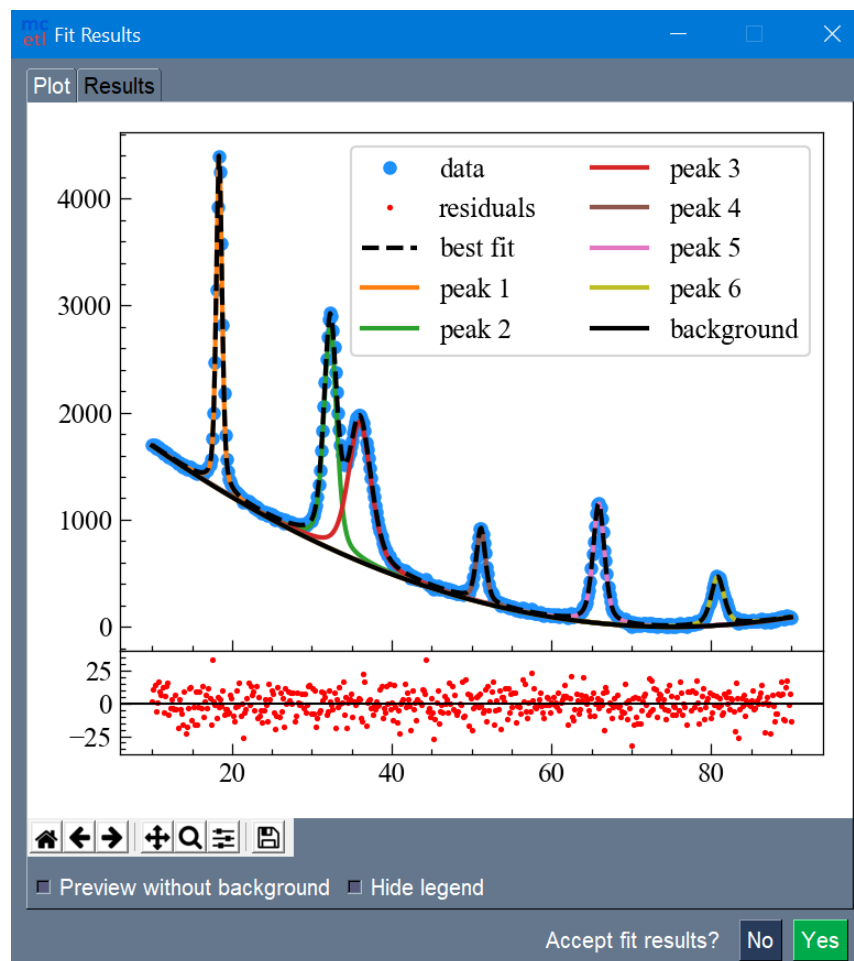 mc
etl Fit Results
Plot Results
data
residuals
best fit
peak 1
peak 2
peak 3
peak 4
peak 5
peak 6
background
4000
3000
2000
1000
0
25
0
−25
20 40 60 80
Preview without background Hide legend
Accept fit results? No Yes